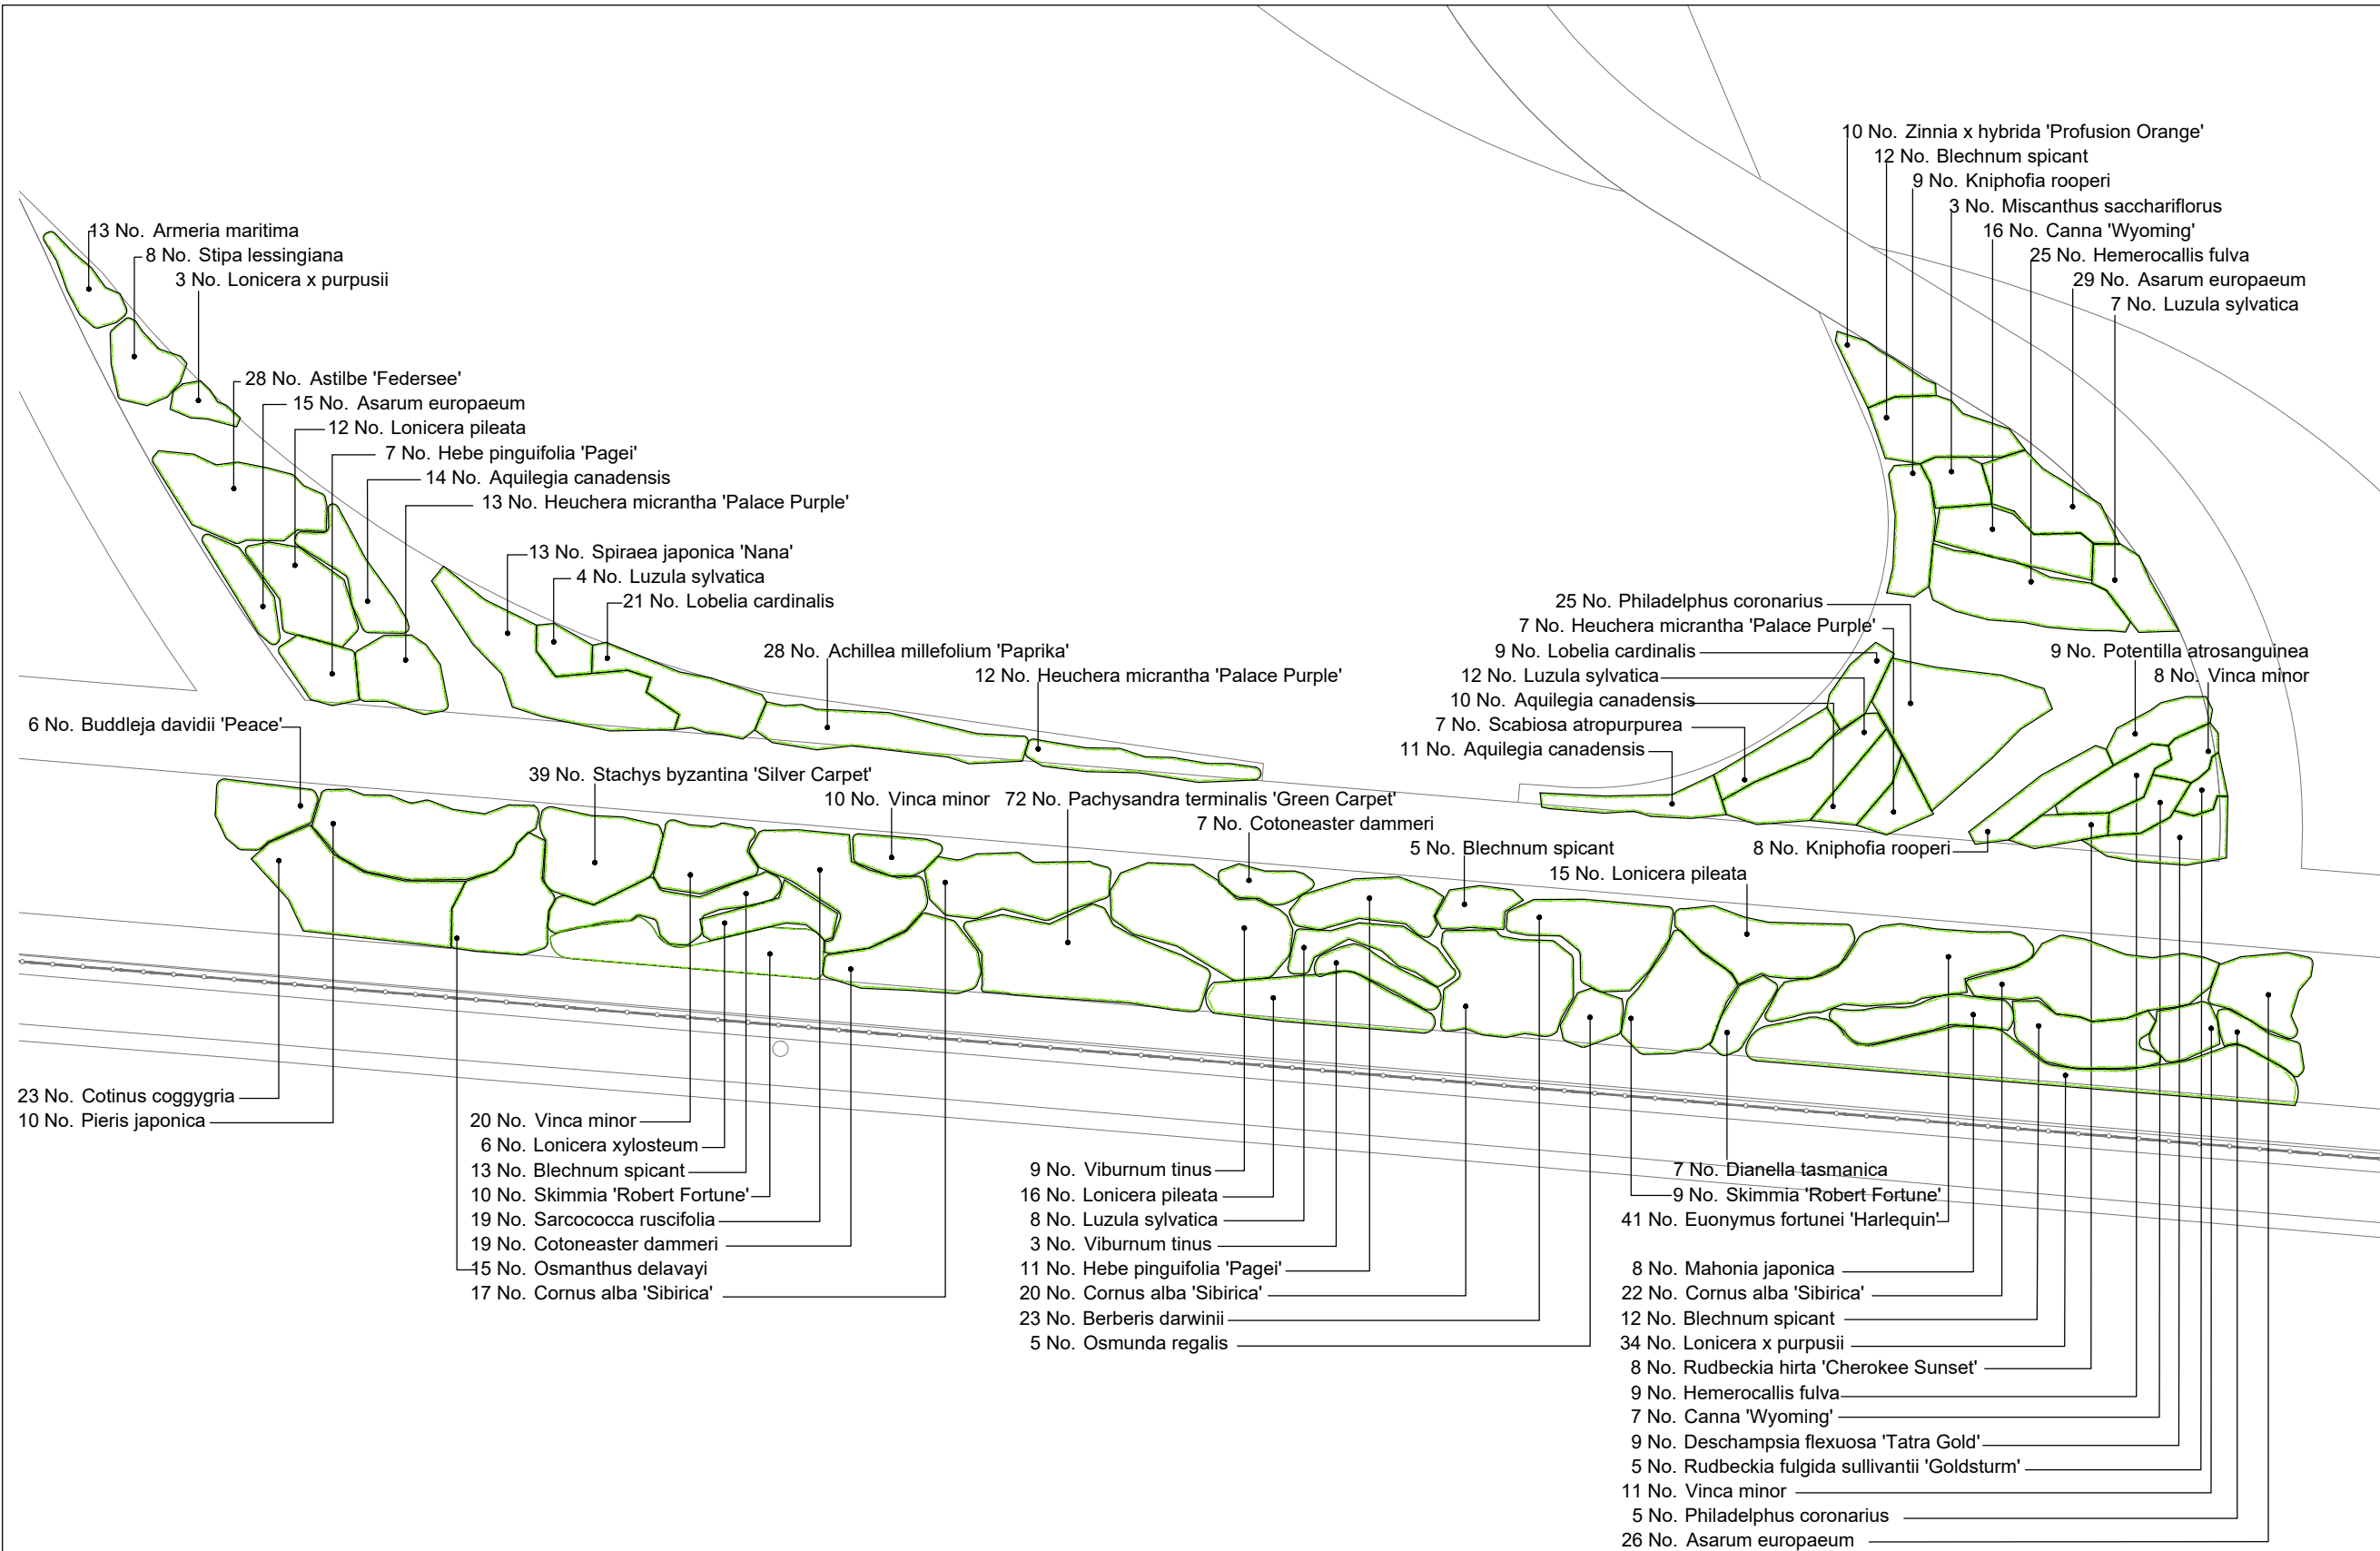 10 No. Zinnia x hybrida 'Profusion Orange'
12 No. Blechnum spicant
9 No. Kniphofia rooperi
3 No. Miscanthus sacchariflorus
16 No. Canna 'Wyoming'
25 No. Hemerocallis fulva
29 No. Asarum europaeum
7 No. Luzula sylvatica
13 No. Armeria maritima
8 No. Stipa lessingiana
3 No. Lonicera x purpusii
28 No. Astilbe 'Federsee'
15 No. Asarum europaeum
12 No. Lonicera pileata
7 No. Hebe pinguifolia 'Pagei'
14 No. Aquilegia canadensis
13 No. Heuchera micrantha 'Palace Purple'
13 No. Spiraea japonica 'Nana'
4 No. Luzula sylvatica
21 No. Lobelia cardinalis
28 No. Achillea millefolium 'Paprika'
12 No. Heuchera micrantha 'Palace Purple'
25 No. Philadelphus coronarius
7 No. Heuchera micrantha 'Palace Purple'
9 No. Lobelia cardinalis
12 No. Luzula sylvatica
10 No. Aquilegia canadensis
7 No. Scabiosa atropurpurea
11 No. Aquilegia canadensis
9 No. Potentilla atrosanguinea
8 No. Vinca minor
6 No. Buddleja davidii 'Peace'
39 No. Stachys byzantina 'Silver Carpet'
10 No. Vinca minor
72 No. Pachysandra terminalis 'Green Carpet'
7 No. Cotoneaster dammeri
5 No. Blechnum spicant
8 No. Kniphofia rooperi
15 No. Lonicera pileata
23 No. Cotinus coggygria
10 No. Pieris japonica
20 No. Vinca minor
6 No. Lonicera xylosteum
13 No. Blechnum spicant
10 No. Skimmia 'Robert Fortune'
19 No. Sarcococca ruscifolia
19 No. Cotoneaster dammeri
15 No. Osmanthus delavayi
17 No. Cornus alba 'Sibirica'
9 No. Viburnum tinus
16 No. Lonicera pileata
8 No. Luzula sylvatica
3 No. Viburnum tinus
11 No. Hebe pinguifolia 'Pagei'
20 No. Cornus alba 'Sibirica'
23 No. Berberis darwinii
5 No. Osmunda regalis
7 No. Dianella tasmanica
9 No. Skimmia 'Robert Fortune'
41 No. Euonymus fortunei 'Harlequin'
8 No. Mahonia japonica
22 No. Cornus alba 'Sibirica'
12 No. Blechnum spicant
34 No. Lonicera x purpusii
8 No. Rudbeckia hirta 'Cherokee Sunset'
9 No. Hemerocallis fulva
7 No. Canna 'Wyoming'
9 No. Deschampsia flexuosa 'Tatra Gold'
5 No. Rudbeckia fulgida sullivantii 'Goldsturm'
11 No. Vinca minor
5 No. Philadelphus coronarius
26 No. Asarum europaeum